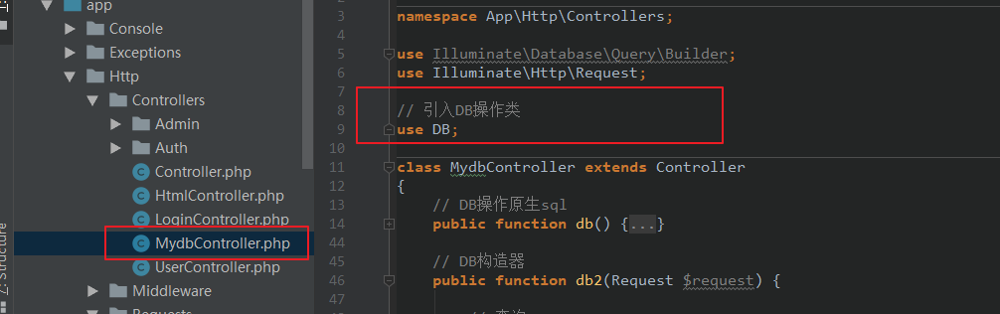 app
Console
Exceptions
Http
Controllers
Admin
Auth
Controller.php
HtmlController.php
LoginController.php
MydbController.php
UserController.php
Middleware
Requests
Structure
3 namespace App\Http\Controllers;
4
5 use Illuminate\Database\Query\Builder;
6 use Illuminate\Http\Request;
7
8 // 引入DB操作类
9 use DB;
10
11 class MydbController extends Controller
12 {
13 // DB操作原生sql
14 public function db() {...}
44
45 // DB构造器
46 public function db2(Request $request) {
47